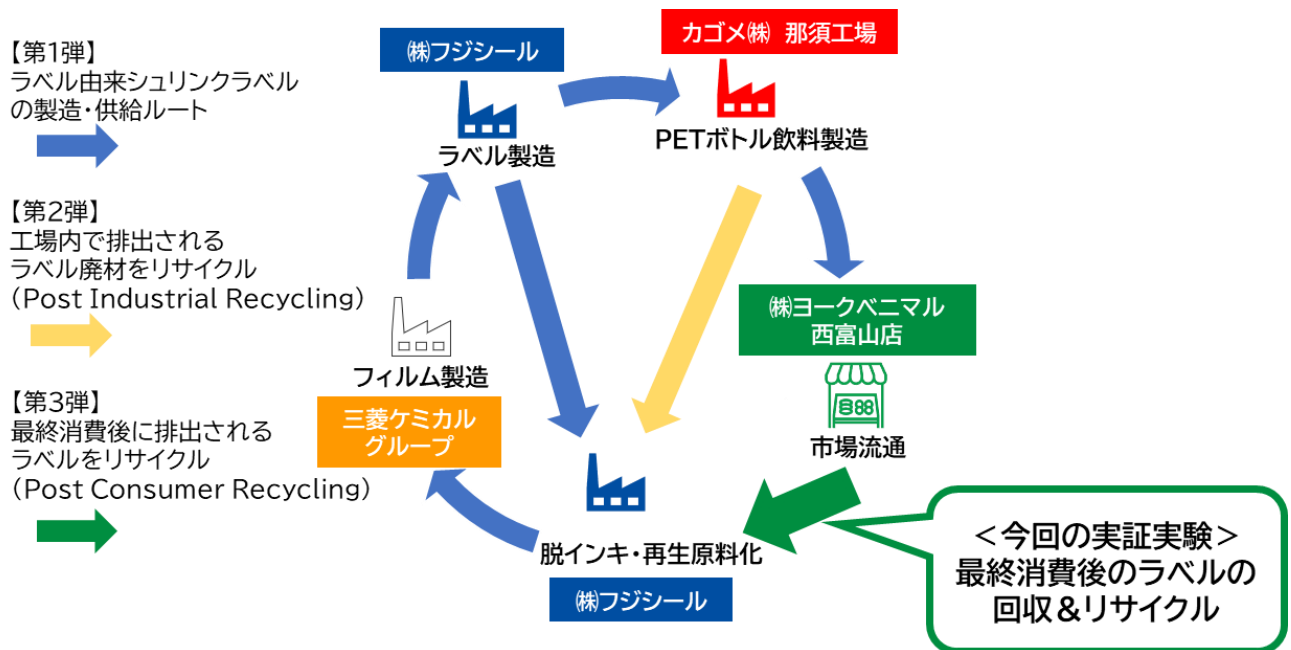 【第1弾】
ラベル由来シュリンクラベル
の製造・供給ルート
【第2弾】
工場内で排出される
ラベル廃材をリサイクル
(Post Industrial Recycling)
【第3弾】
最終消費後に排出される
ラベルをリサイクル
(Post Consumer Recycling)
㈱フジシール
ラベル製造
カゴメ㈱ 那須工場
PETボトル飲料製造
㈱ヨークベニマル
西富山店
市場流通
フィルム製造
三菱ケミカル
グループ
脱インキ・再生原料化
㈱フジシール
<今回の実証実験>
最終消費後のラベルの
回収&リサイクル